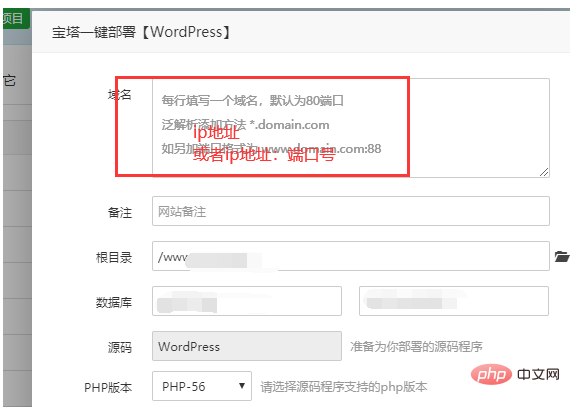 项目
宝塔一键部署【WordPress】
它
域名
每行填写一个域名，默认为80端口
泛解析添加方法 *.domain.com
如另加端口格式为 www.domain.com:88
ip地址
或者ip地址：端口号
备注 网站备注
根目录 /www
数据库
源码 WordPress 准备为你部署的源码程序
PHP版本 PHP-56 请选择源码程序支持的php版本
php 中文网